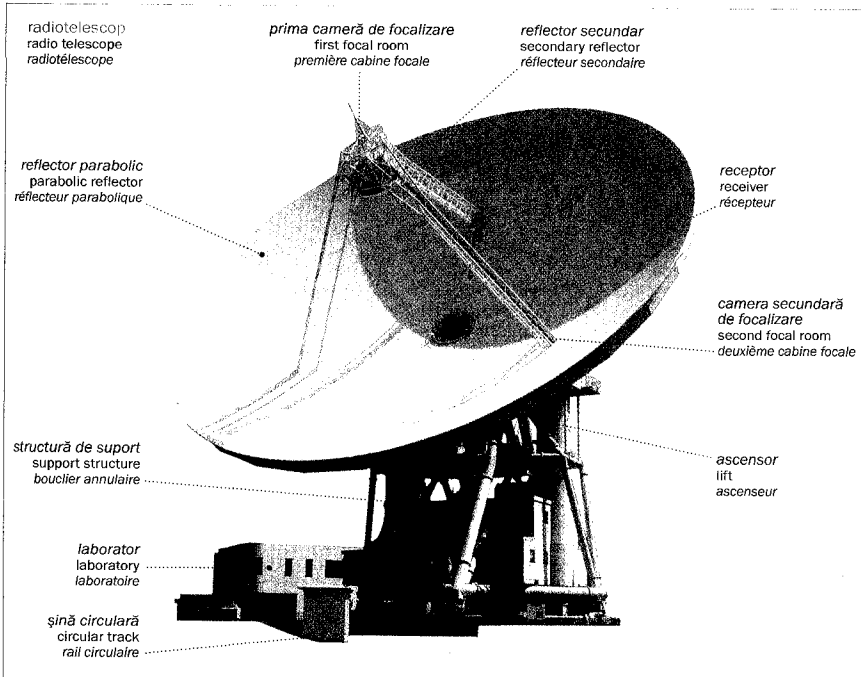 radiotelescop
radio telescope
radiotélescope
prima cameră de focalizare
first focal room
première cabine focale
reflector secundar
secondary reflector
réflecteur secondaire
reflector parabolic
parabolic reflector
réflecteur parabolique
receptor
receiver
récepteur
camera secundară
de focalizare
second focal room
deuxième cabine focale
structură de suport
support structure
bouclier annulaire
ascensor
lift
ascenseur
laborator
laboratory
laboratoire
șină circulară
circular track
rail circulaire